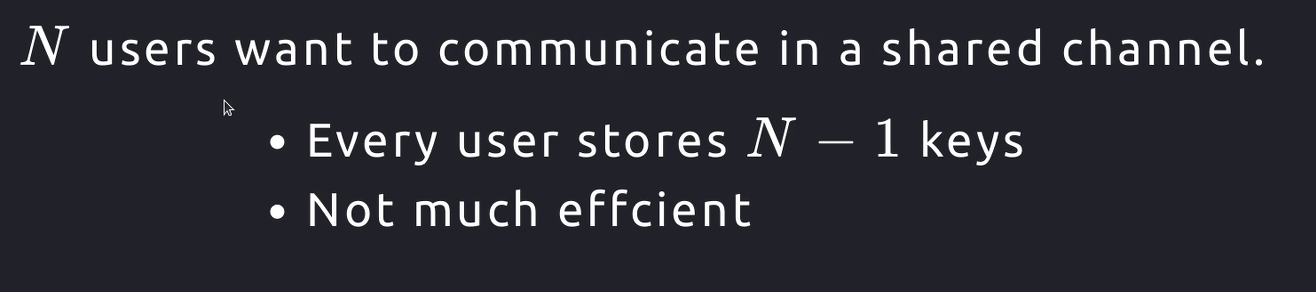 N users want to communicate in a shared channel.
• Every user stores N − 1 keys
• Not much effcient